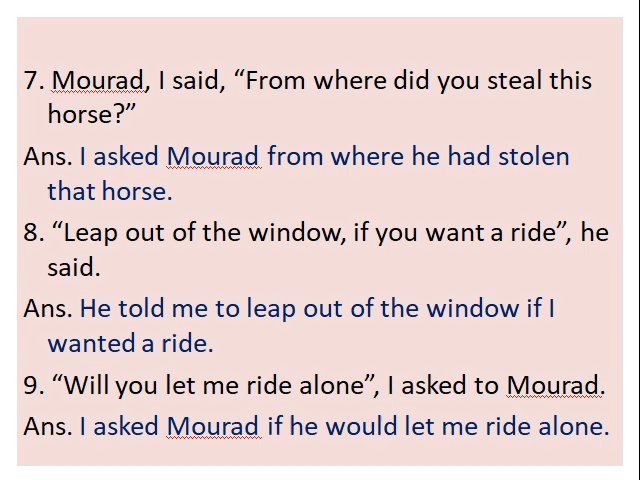 7. Mourad, I said, “From where did you steal this
horse?”
Ans. I asked Mourad from where he had stolen
that horse.
8. “Leap out of the window, if you want a ride”, he
said.
Ans. He told me to leap out of the window if I
wanted a ride.
9. “Will you let me ride alone”, I asked to Mourad.
Ans. I asked Mourad if he would let me ride alone.